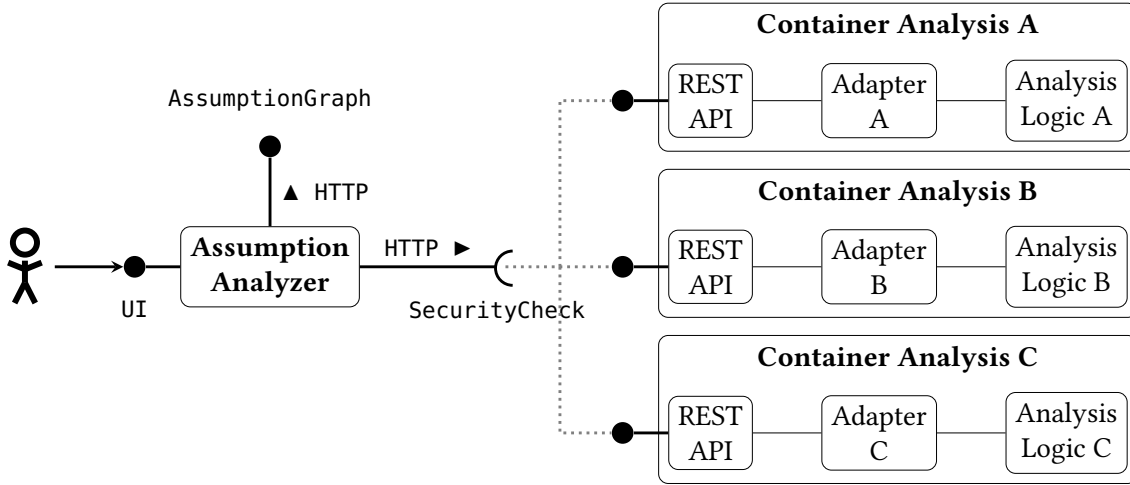 AssumptionGraph
▲ HTTP
UI
Assumption
Analyzer
HTTP ►
SecurityCheck
Container Analysis A
REST
API
Adapter
A
Analysis
Logic A
Container Analysis B
REST
API
Adapter
B
Analysis
Logic B
Container Analysis C
REST
API
Adapter
C
Analysis
Logic C